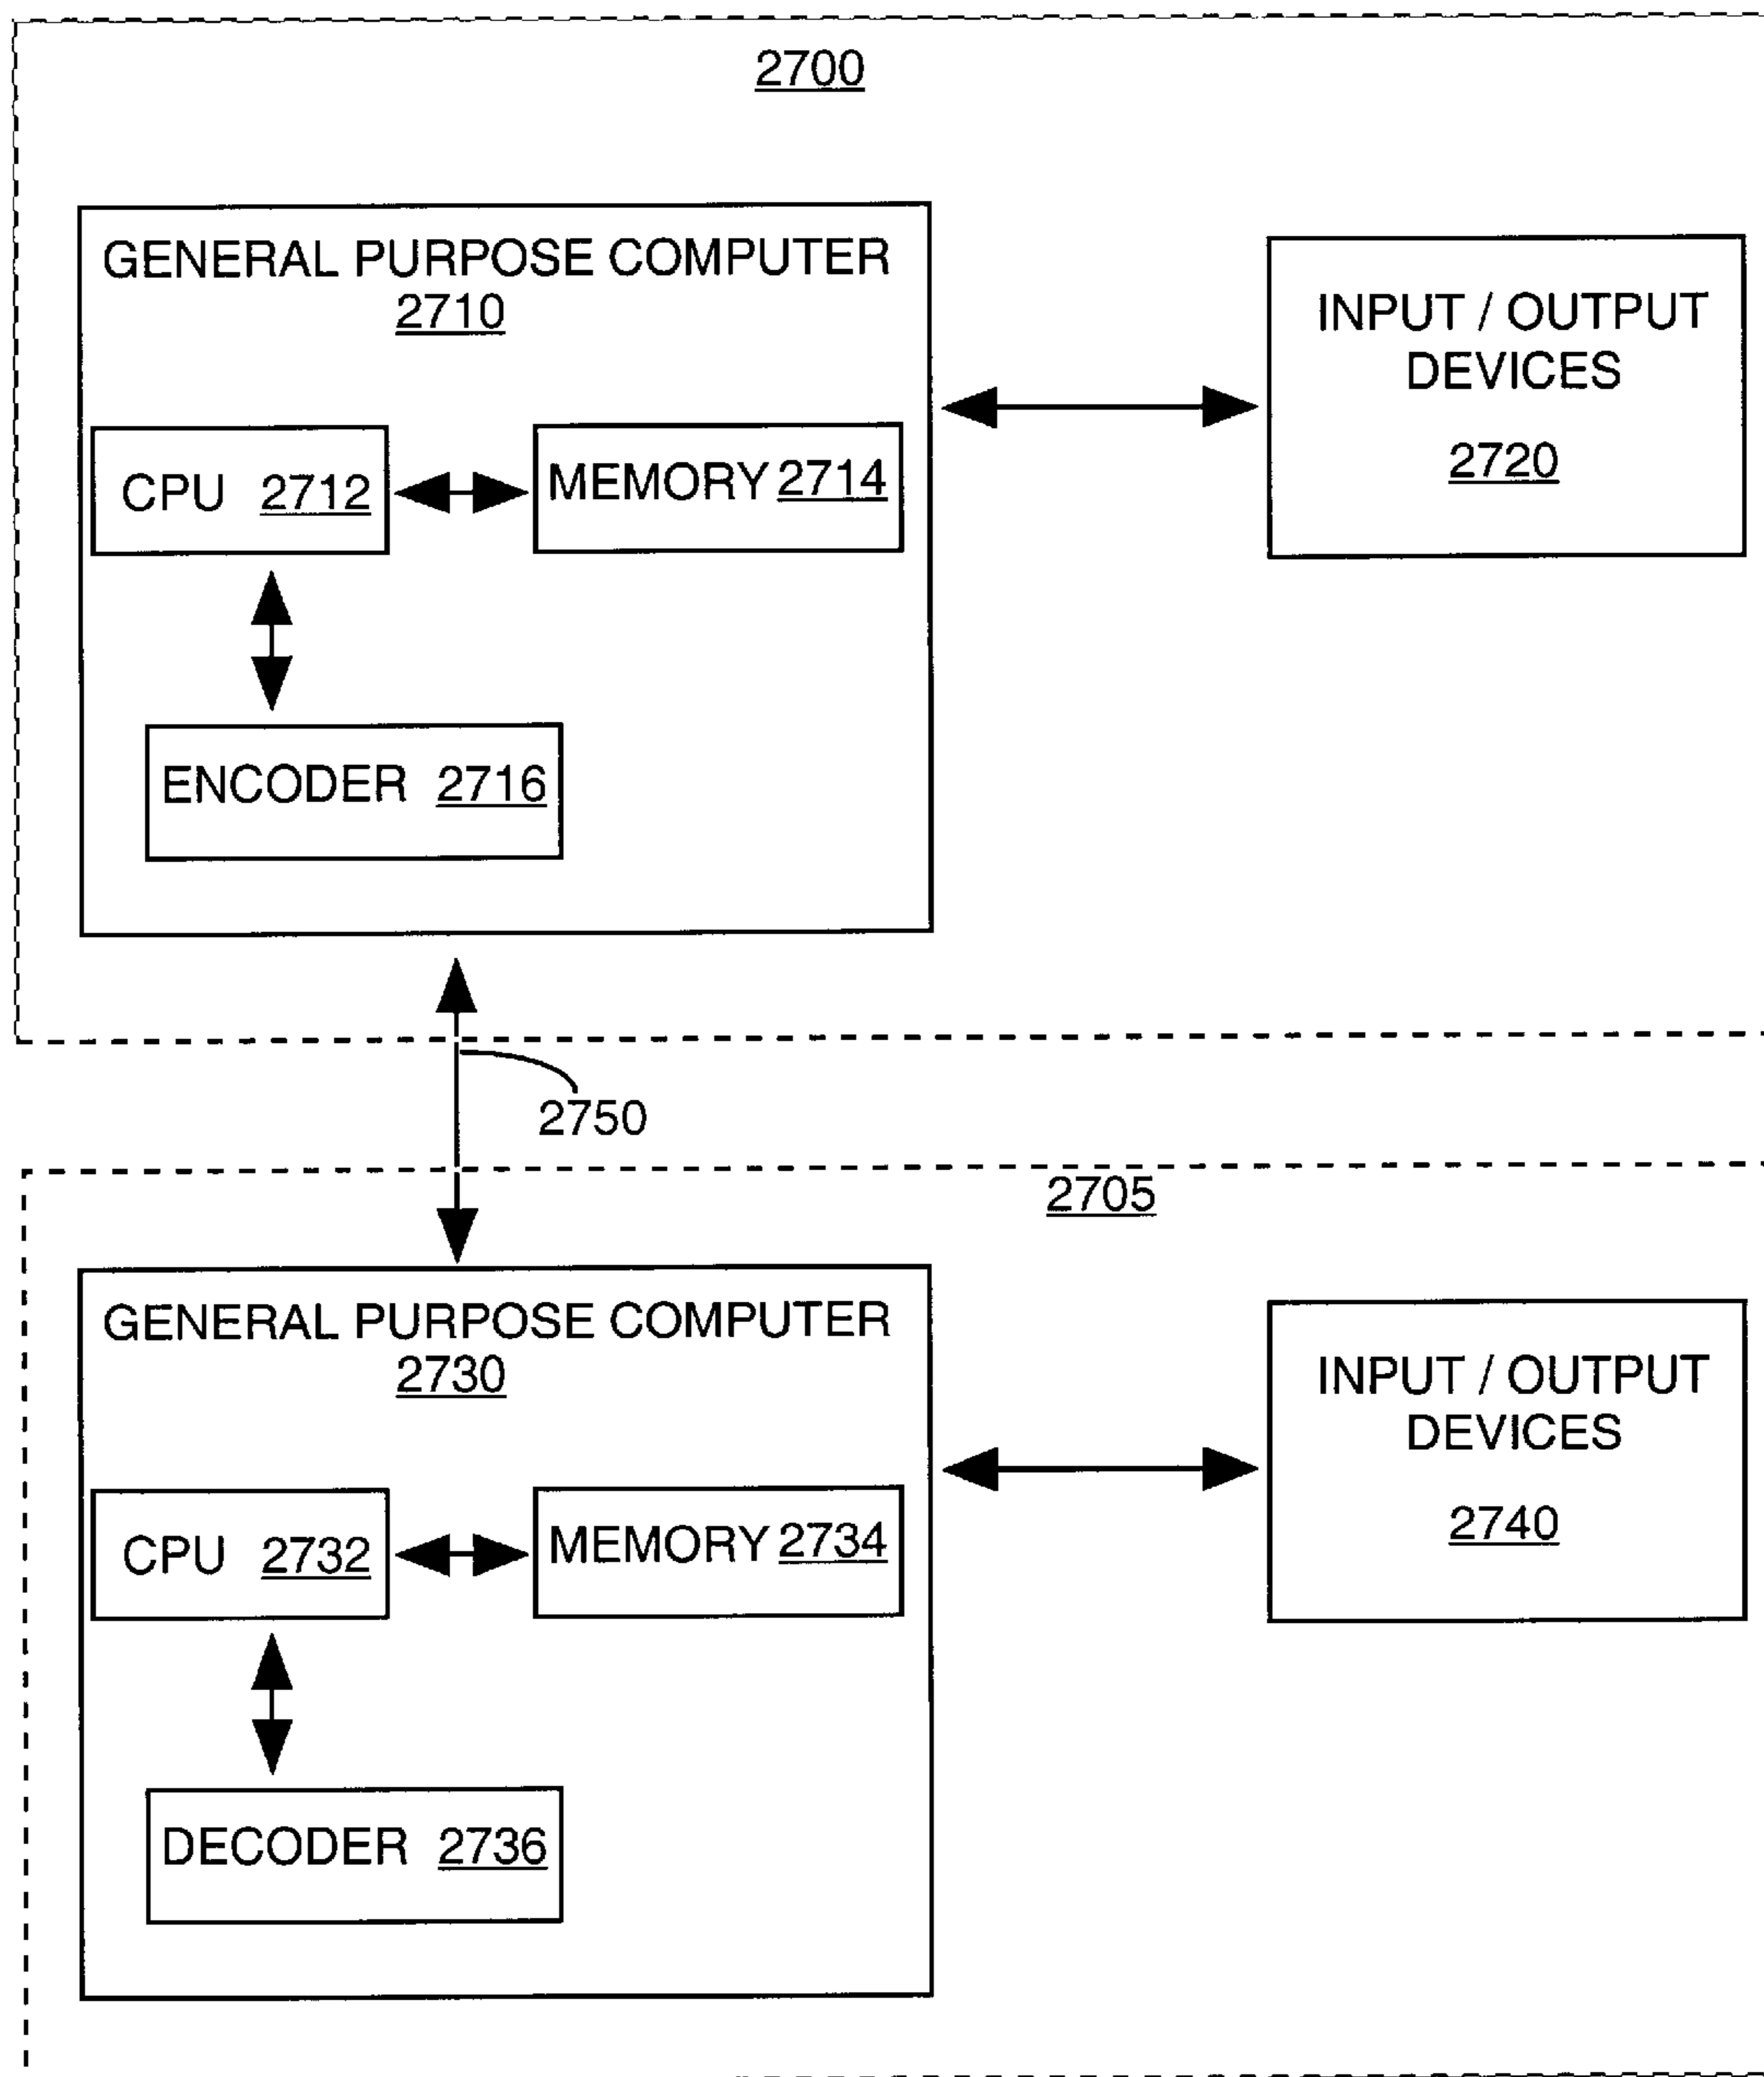 2700
GENERAL PURPOSE COMPUTER
2710
INPUT / OUTPUT
DEVICES
2720
CPU 2712
MEMORY 2714
ENCODER 2716
2750
2705
GENERAL PURPOSE COMPUTER
2730
INPUT / OUTPUT
DEVICES
2740
CPU 2732
MEMORY 2734
DECODER 2736